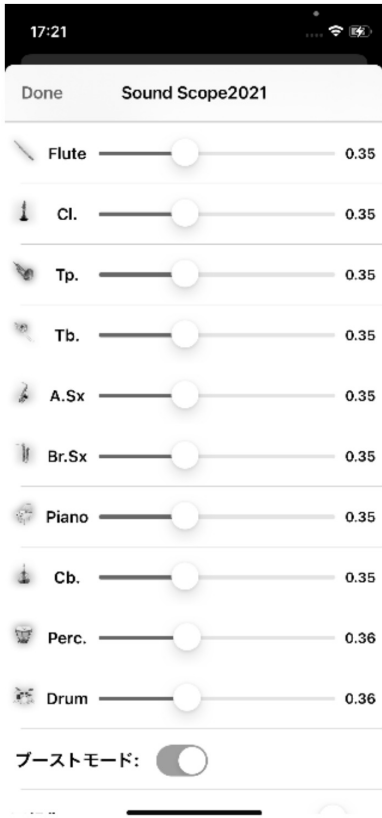 17:21
Done Sound Scope2021
Flute 0.35
Cl. 0.35
Tp. 0.35
Tb. 0.35
A.Sx 0.35
Br.Sx 0.35
Piano 0.35
Cb. 0.35
Perc. 0.36
Drum 0.36
ブーストモード: